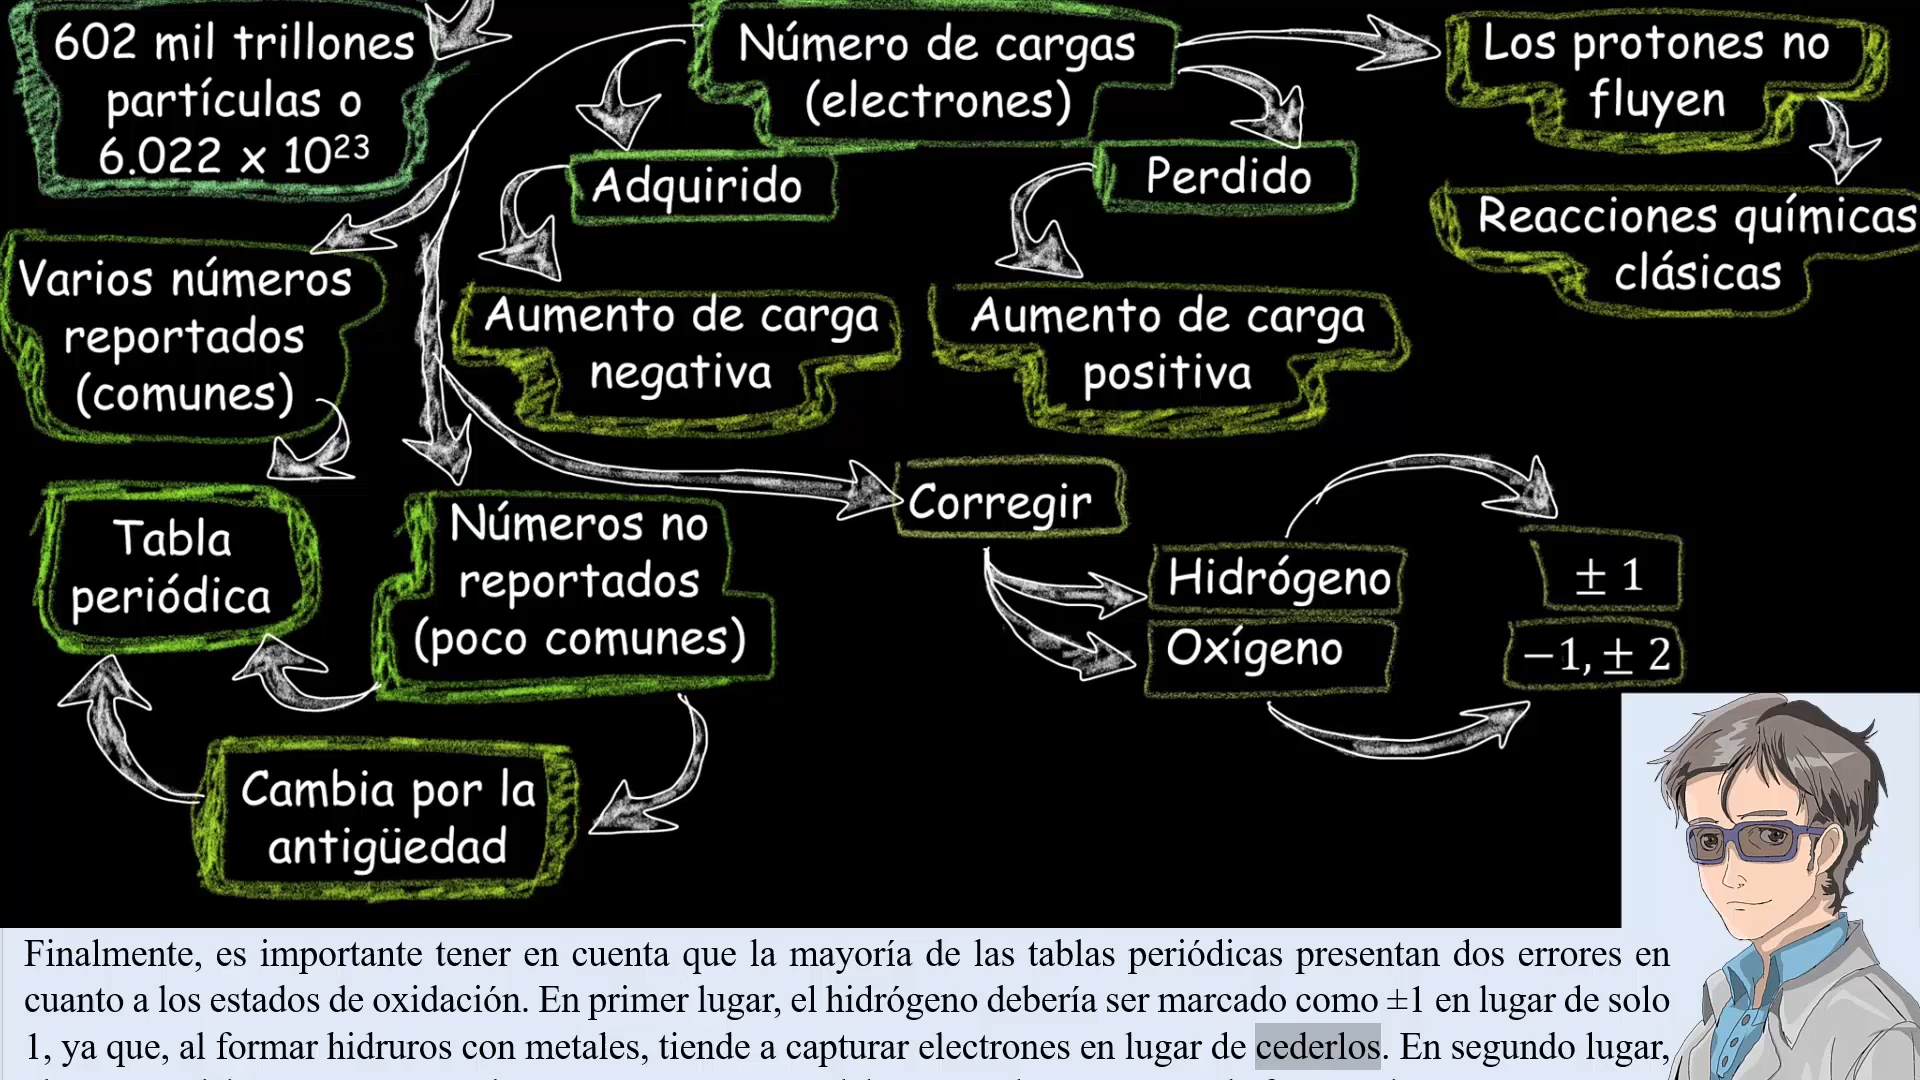 602 mil trillones
partículas o
6.022 x 10²³
Número de cargas
(electrones)
Los protones no
fluyen
Adquirido
Perdido
Reacciones químicas
clásicas
Varios números
reportados
(comunes)
Aumento de carga
negativa
Aumento de carga
positiva
Tabla
periódica
Números no
reportados
(poco comunes)
Corregir
Hidrógeno
± 1
Oxígeno
−1, ± 2
Cambia por la
antigüedad
Finalmente, es importante tener en cuenta que la mayoría de las tablas periódicas presentan dos errores en
cuanto a los estados de oxidación. En primer lugar, el hidrógeno debería ser marcado como ±1 en lugar de solo
1, ya que, al formar hidruros con metales, tiende a capturar electrones en lugar de cederlos. En segundo lugar,